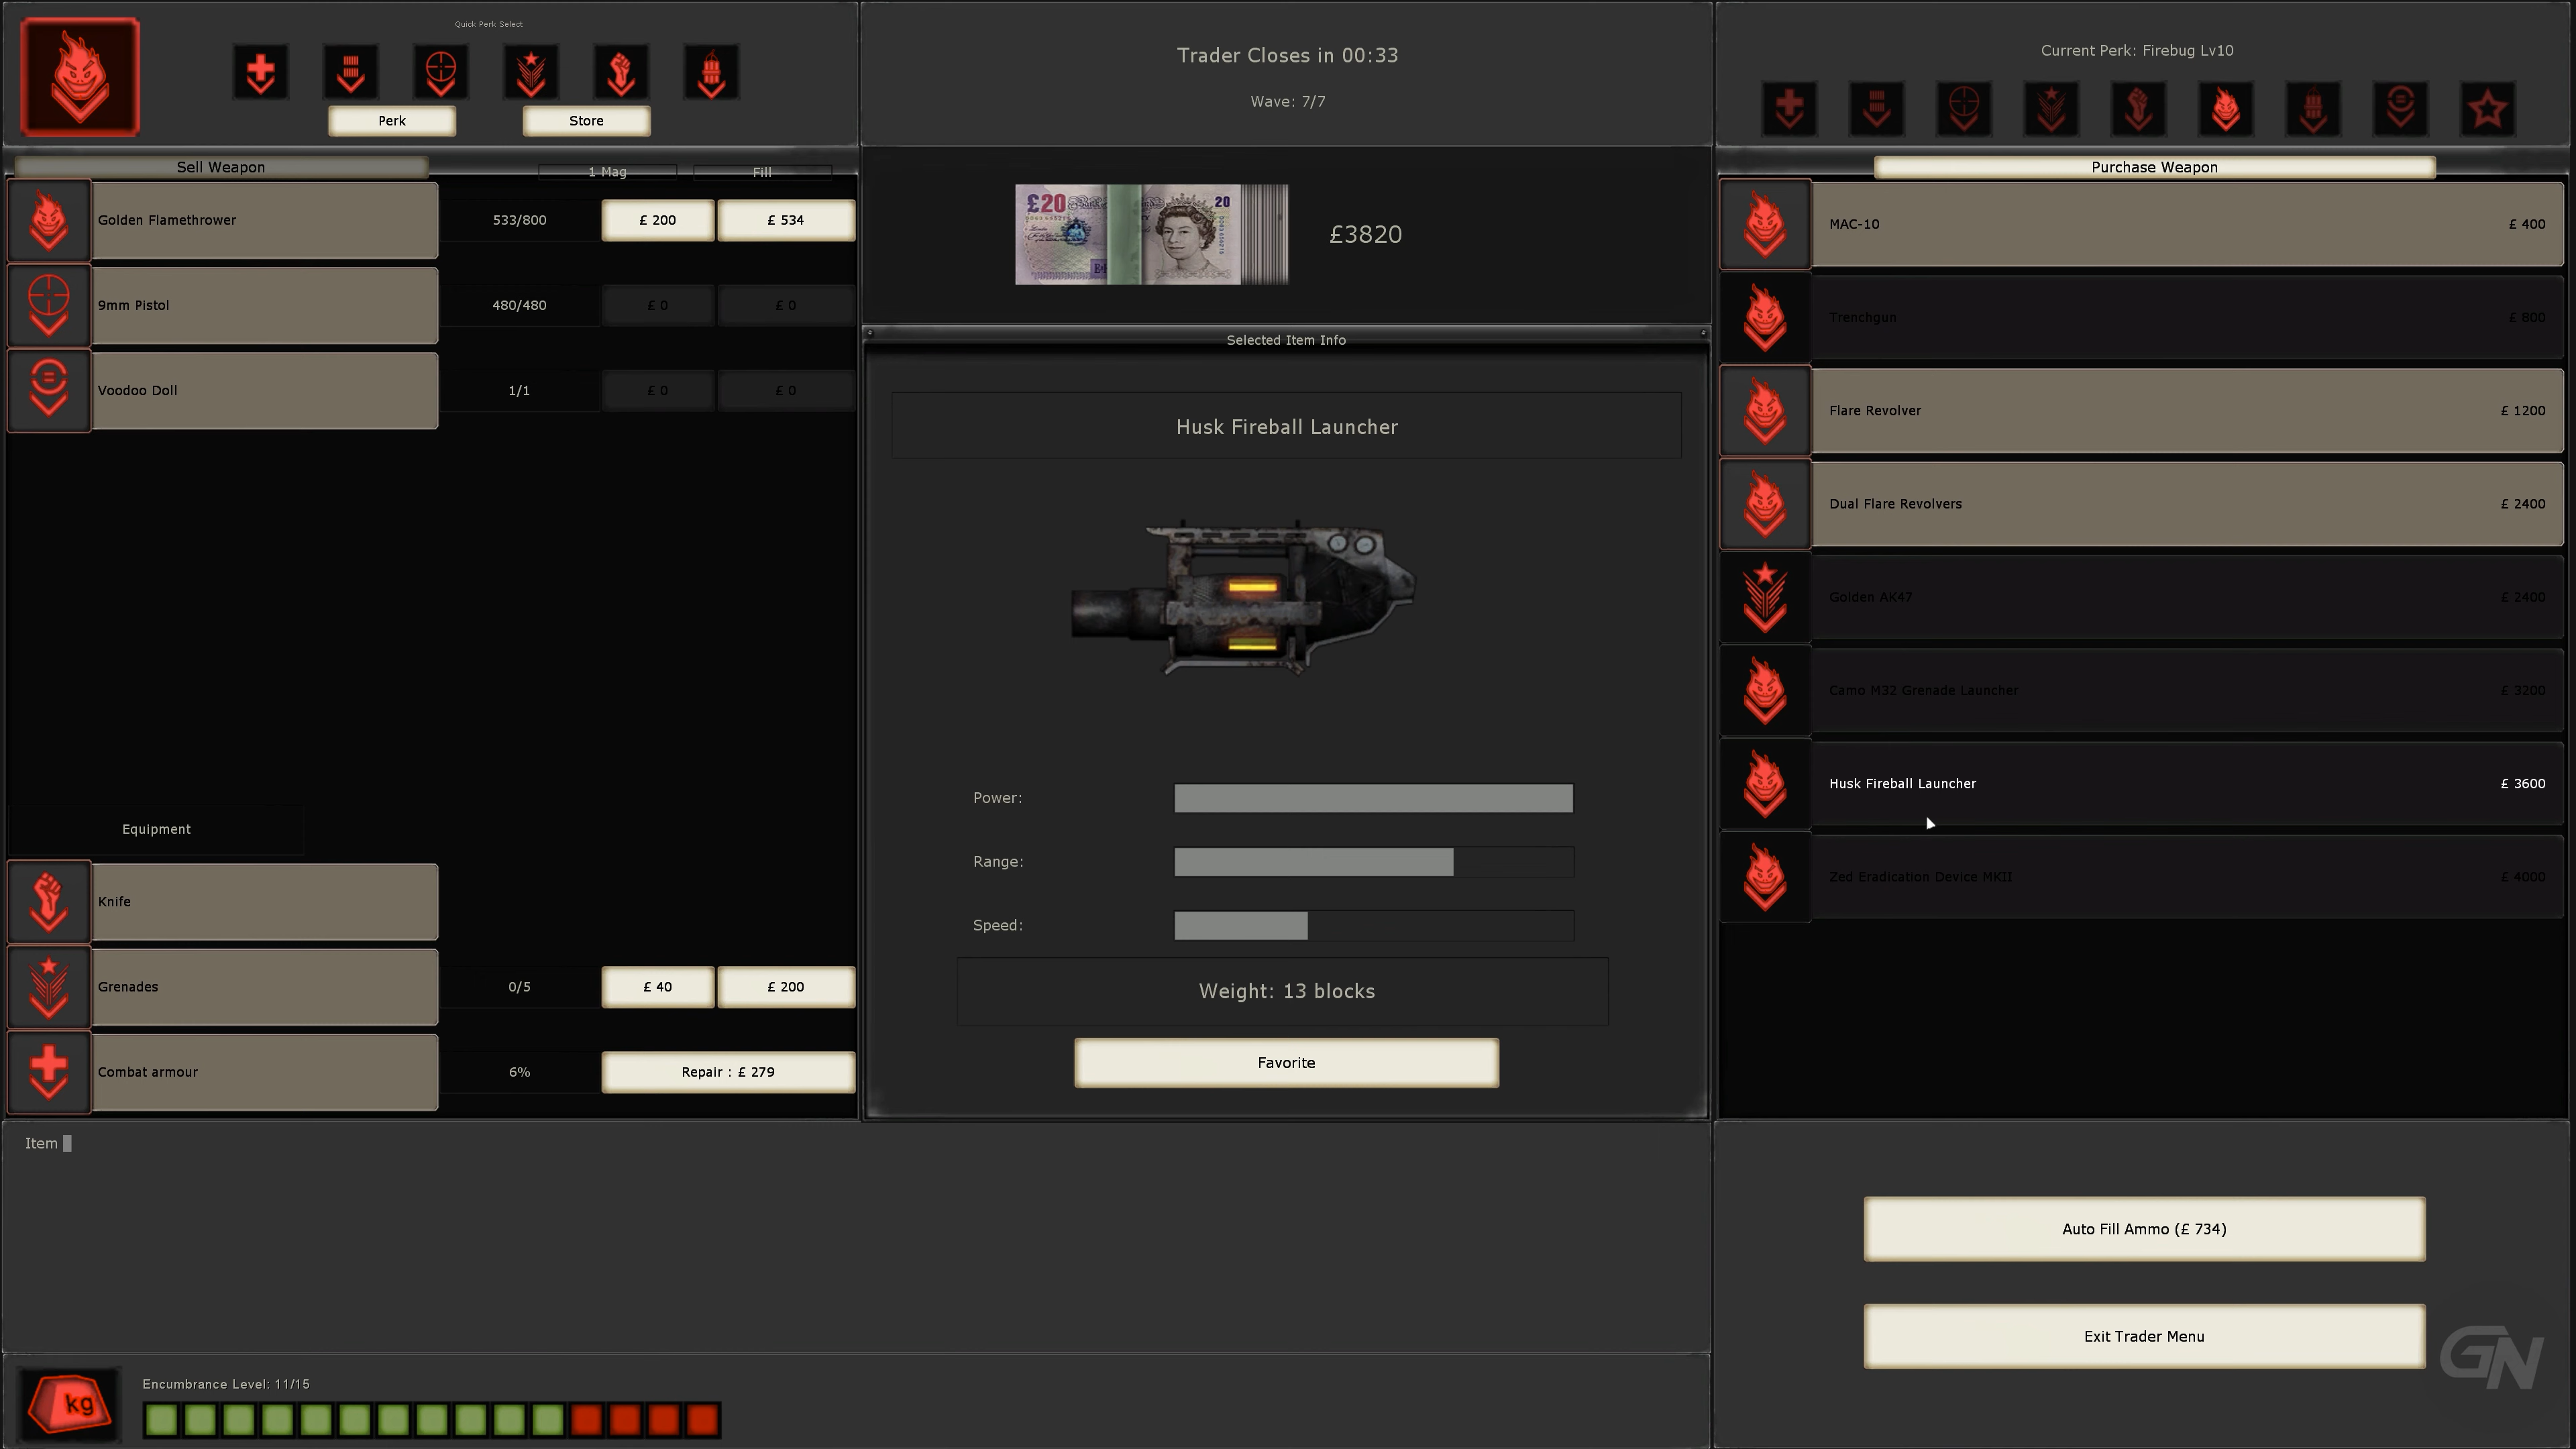 Quick Perk Select
Perk
Store
Trader Closes in 00:33
Wave: 7/7
Current Perk: Firebug Lv10
Sell Weapon
1 Mag
Fill
Golden Flamethrower
533/800
£ 200
£ 534
9mm Pistol
480/480
£ 0
£ 0
Voodoo Doll
1/1
£ 0
£ 0
Equipment
Knife
Grenades
0/5
£ 40
£ 200
Combat armour
6%
Repair : £ 279
£20
20
£3820
Selected Item Info
Husk Fireball Launcher
Power:
Range:
Speed:
Weight: 13 blocks
Favorite
Purchase Weapon
MAC-10
£ 400
Trenchgun
£ 800
Flare Revolver
£ 1200
Dual Flare Revolvers
£ 2400
Golden AK47
£ 2400
Camo M32 Grenade Launcher
£ 3200
Husk Fireball Launcher
£ 3600
Zed Eradication Device MKII
£ 4000
Item
Auto Fill Ammo (£ 734)
Exit Trader Menu
kg
Encumbrance Level: 11/15
GN